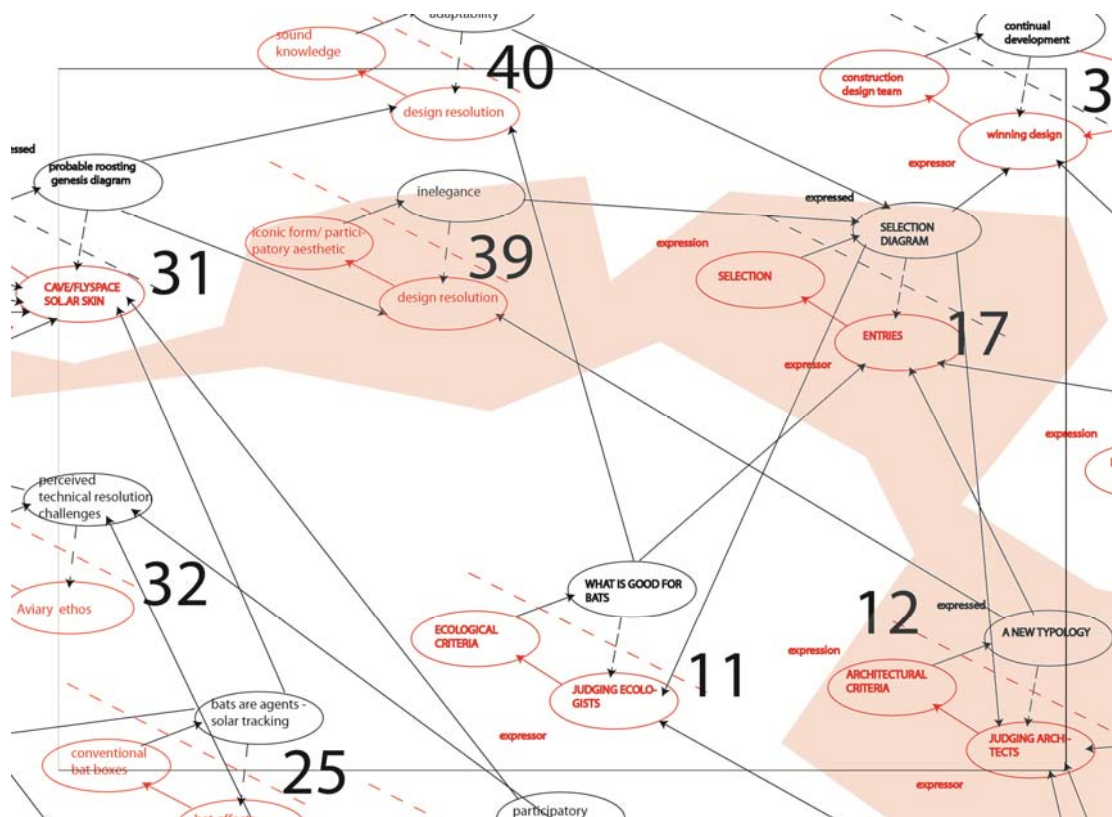 adaptability
sound
knowledge
40
design resolution
continual
development
construction
design team
3
winning design
expressor
essed
probable roosting
genesis diagram
inelegance
expressed
SELECTION
DIAGRAM
iconic form/ partici-
patory aesthetic
39
expression
31
CAVE/FLYSPACE
SOLAR SKIN
design resolution
SELECTION
ENTRIES
17
expressor
expression
perceived
technical resolution
challenges
32
Aviary ethos
WHAT IS GOOD FOR
BATS
12
expressed
A NEW TYPOLOGY
ECOLOGICAL
CRITERIA
11
expression
ARCHITECTURAL
CRITERIA
JUDGING ECOLO-
GISTS
expressor
bats are agents -
solar tracking
conventional
bat boxes
25
JUDGING ARCHI-
TECTS
expressor
participatory